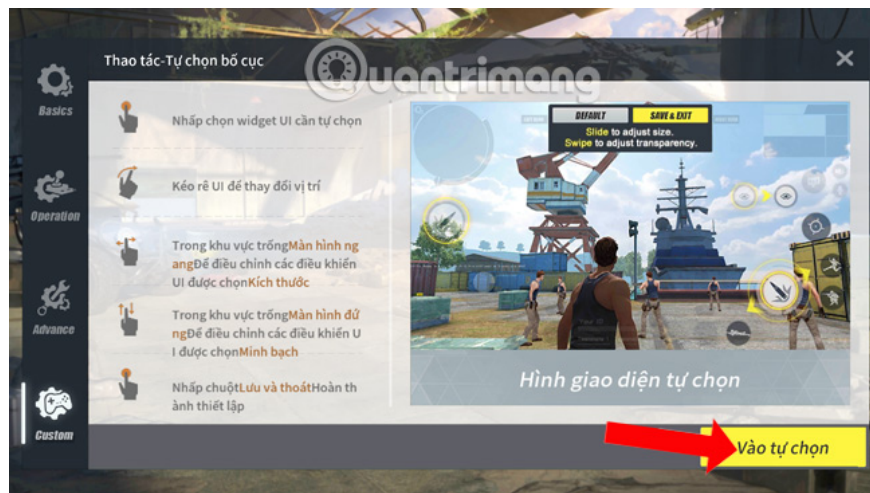 Thao tác-Tự chọn bố cục
Quantrimang
Basics
Operation
Advance
Custom
Nhấp chọn widget UI cần tự chọn
Kéo rê UI để thay đổi vị trí
Trong khu vực trốngMàn hình ng
angĐể điều chỉnh các điều khiển
UI được chọnKích thước
Trong khu vực trốngMàn hình đứ
ngĐể điều chỉnh các điều khiển U
I được chọnMinh bạch
Nhấp chuộtLưu và thoátHoàn th
ành thiết lập
DEFAULT
SAVE & EXIT
Slide to adjust size.
Swipe to adjust transparency.
Hình giao diện tự chọn
Vào tự chọn